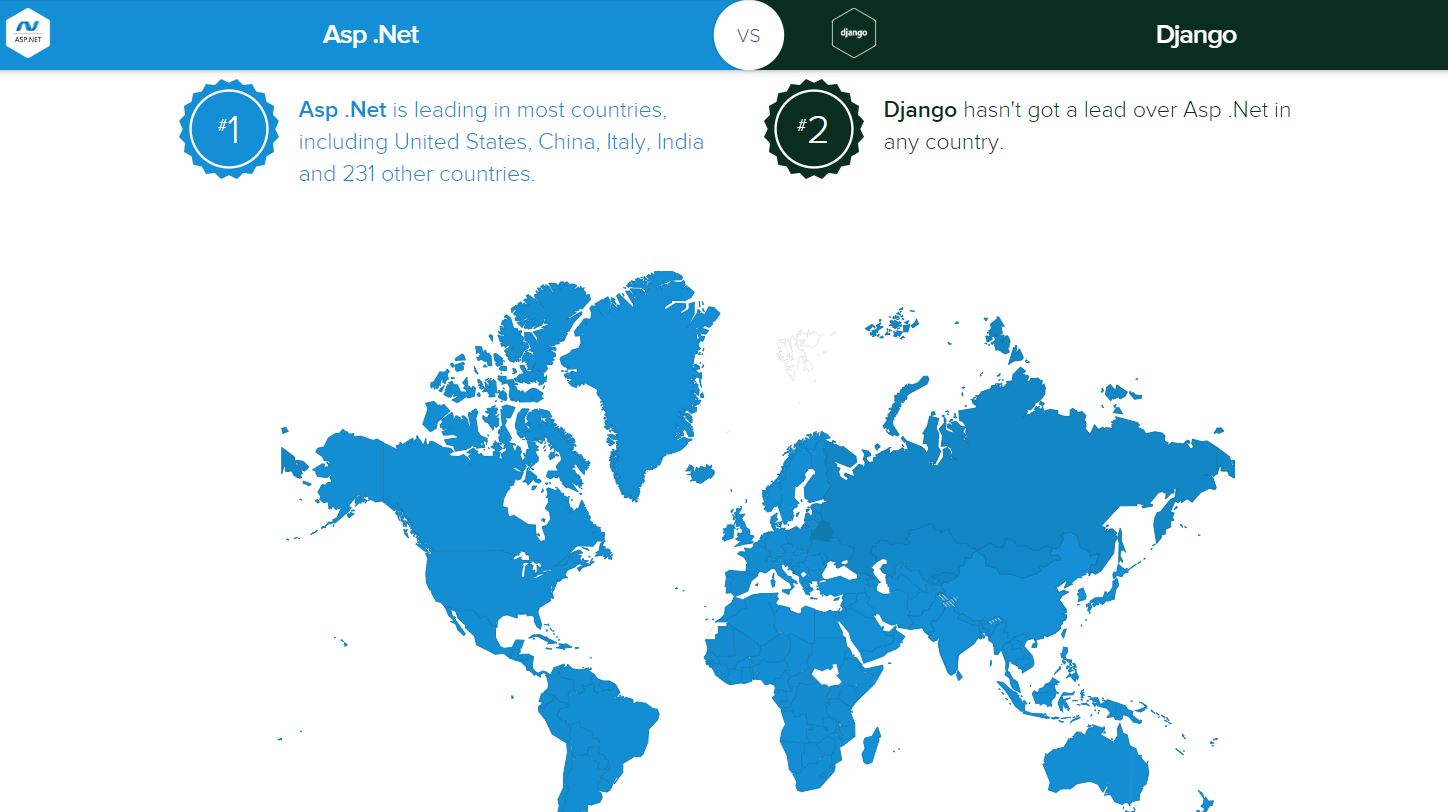 ASP.NET
Asp .Net
VS
django
Django
#1
Asp .Net is leading in most countries,
including United States, China, Italy, India
and 231 other countries.
#2
Django hasn't got a lead over Asp .Net in
any country.